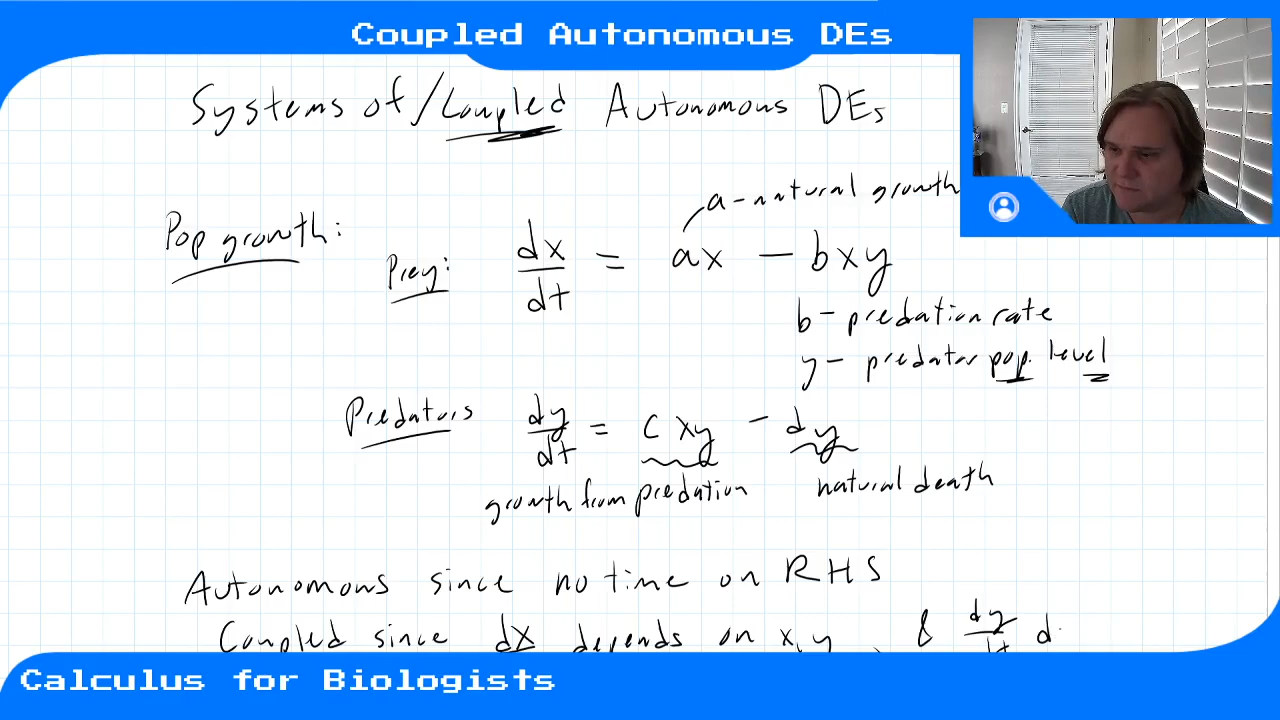 Coupled Autonomous DEs
Systems of/Coupled Autonomous DEs
a-natural growth
Pop growth:
Prey: dx/dt = ax - bxy
b - predation rate
y - predator pop. level
Predators dy/dt = cxy - dy
growth from predation natural death
Autonomous since no time on RHS
Coupled since dx depends on x, y, & dy/dt d
Calculus for Biologists